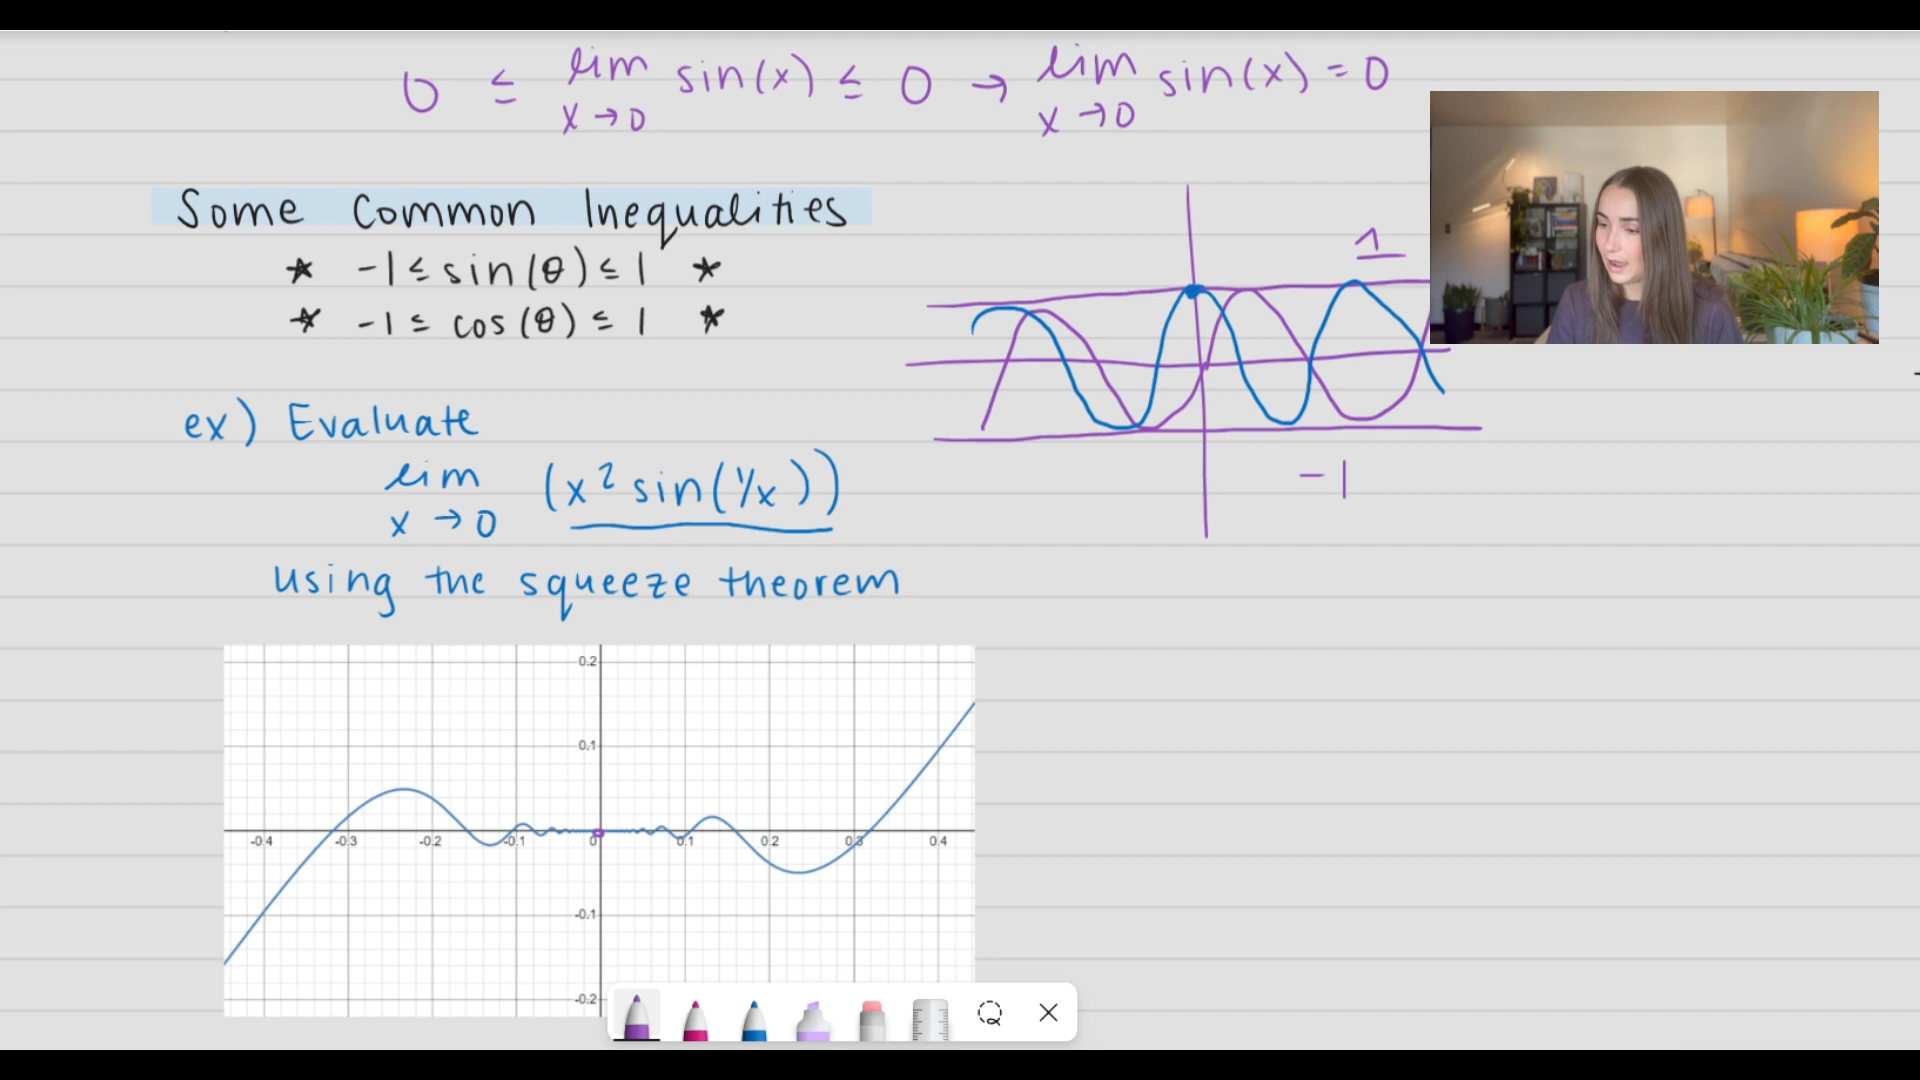 0 ≤ lim x→0 sin(x) ≤ 0 → lim x→0 sin(x) = 0
Some Common Inequalities
★ -1 ≤ sin(θ) ≤ 1 ★
★ -1 ≤ cos(θ) ≤ 1 ★
1
-1
ex) Evaluate
lim x→0 (x² sin(1/x))
using the squeeze theorem
0.2
0.1
-0.4 -0.3 -0.2 -0.1 0 0.1 0.2 0.3 0.4
-0.1
-0.2